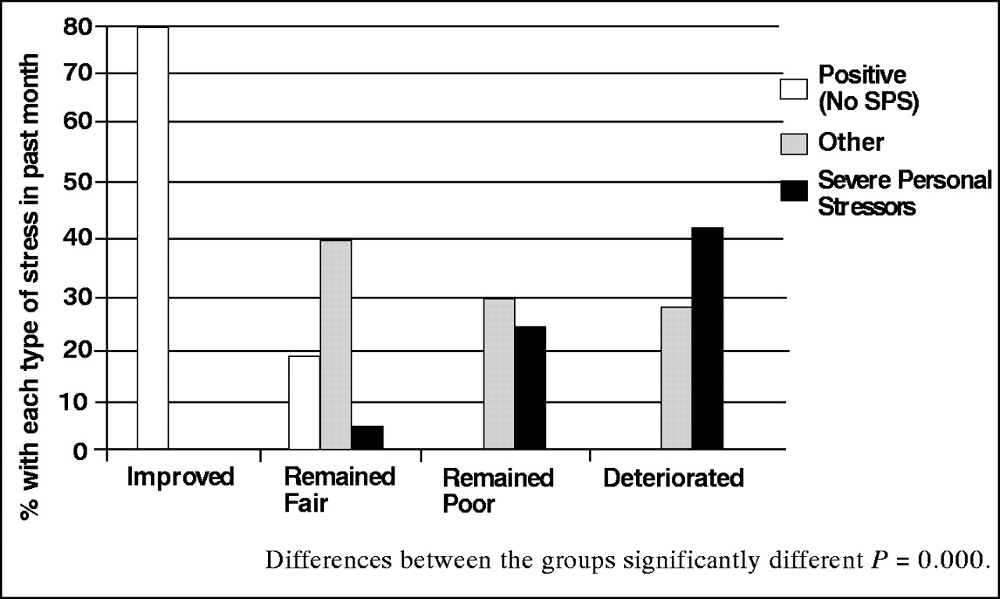 % with each type of stress in past month
80
70
60
50
40
30
20
10
0
Improved
Remained
Fair
Remained
Poor
Deteriorated
Positive
(No SPS)
Other
Severe Personal
Stressors
Differences between the groups significantly different P = 0.000.